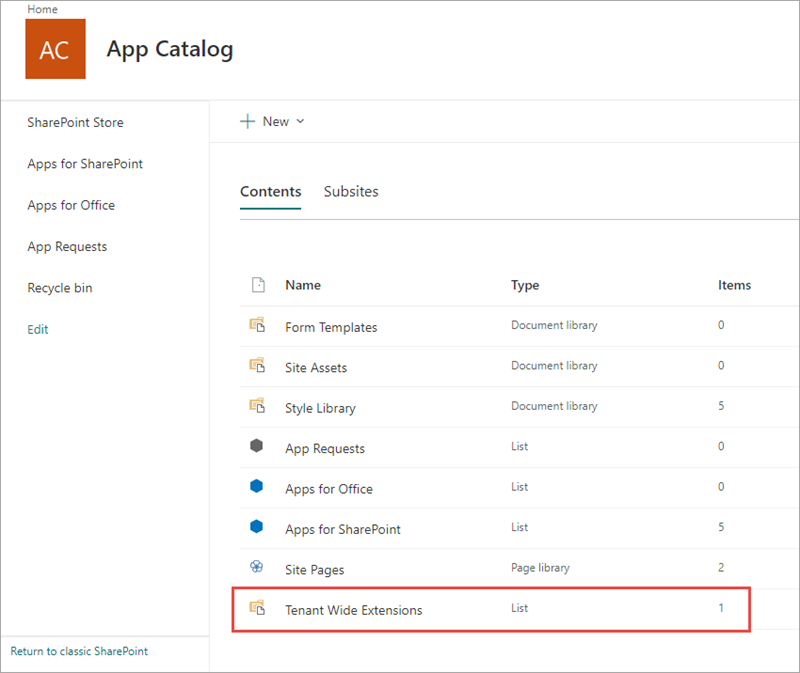 Home
AC
App Catalog
SharePoint Store
Apps for SharePoint
Apps for Office
App Requests
Recycle bin
Edit
Return to classic SharePoint
New
Contents Subsites
Name Type Items
Form Templates Document library 0
Site Assets Document library 0
Style Library Document library 5
App Requests List 0
Apps for Office List 0
Apps for SharePoint List 5
Site Pages Page library 2
Tenant Wide Extensions List 1